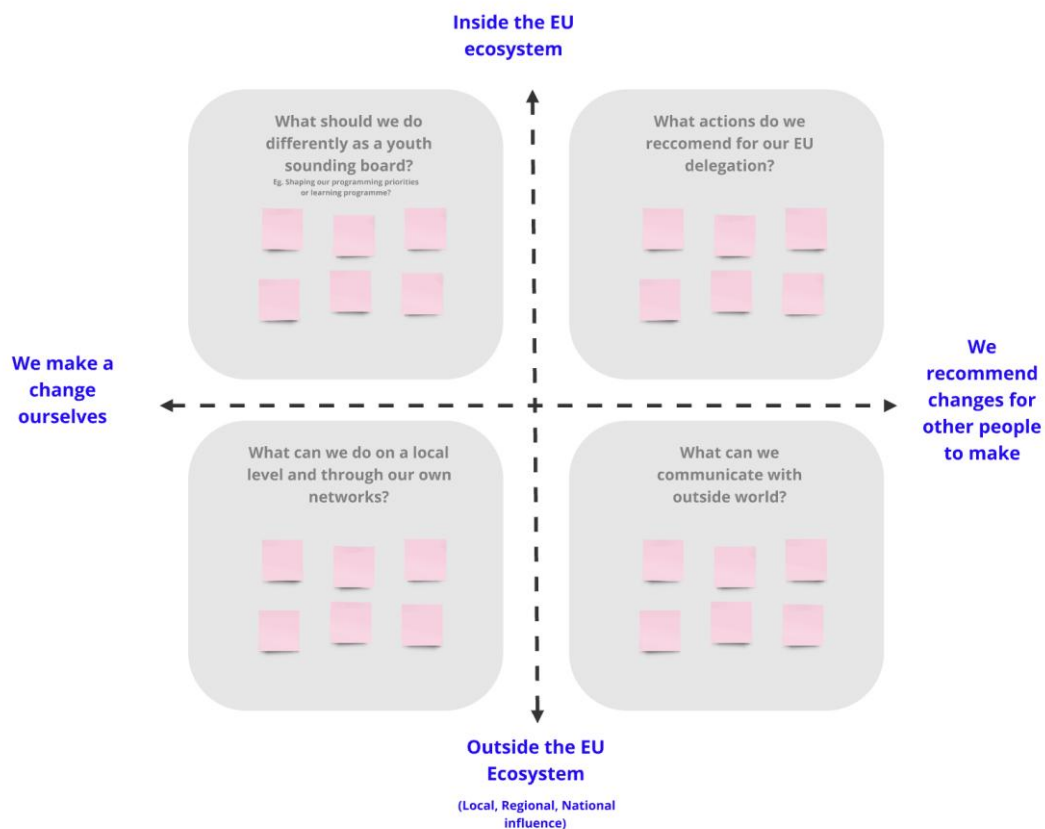 Inside the EU
ecosystem
What should we do
differently as a youth
sounding board?
Eg. Shaping our programming priorities
or learning programme?
What actions do we
reccomend for our EU
delegation?
We make a
change
ourselves
We
recommend
changes for
other people
to make
What can we do on a local
level and through our own
networks?
What can we
communicate with
outside world?
Outside the EU
Ecosystem
(Local, Regional, National
influence)